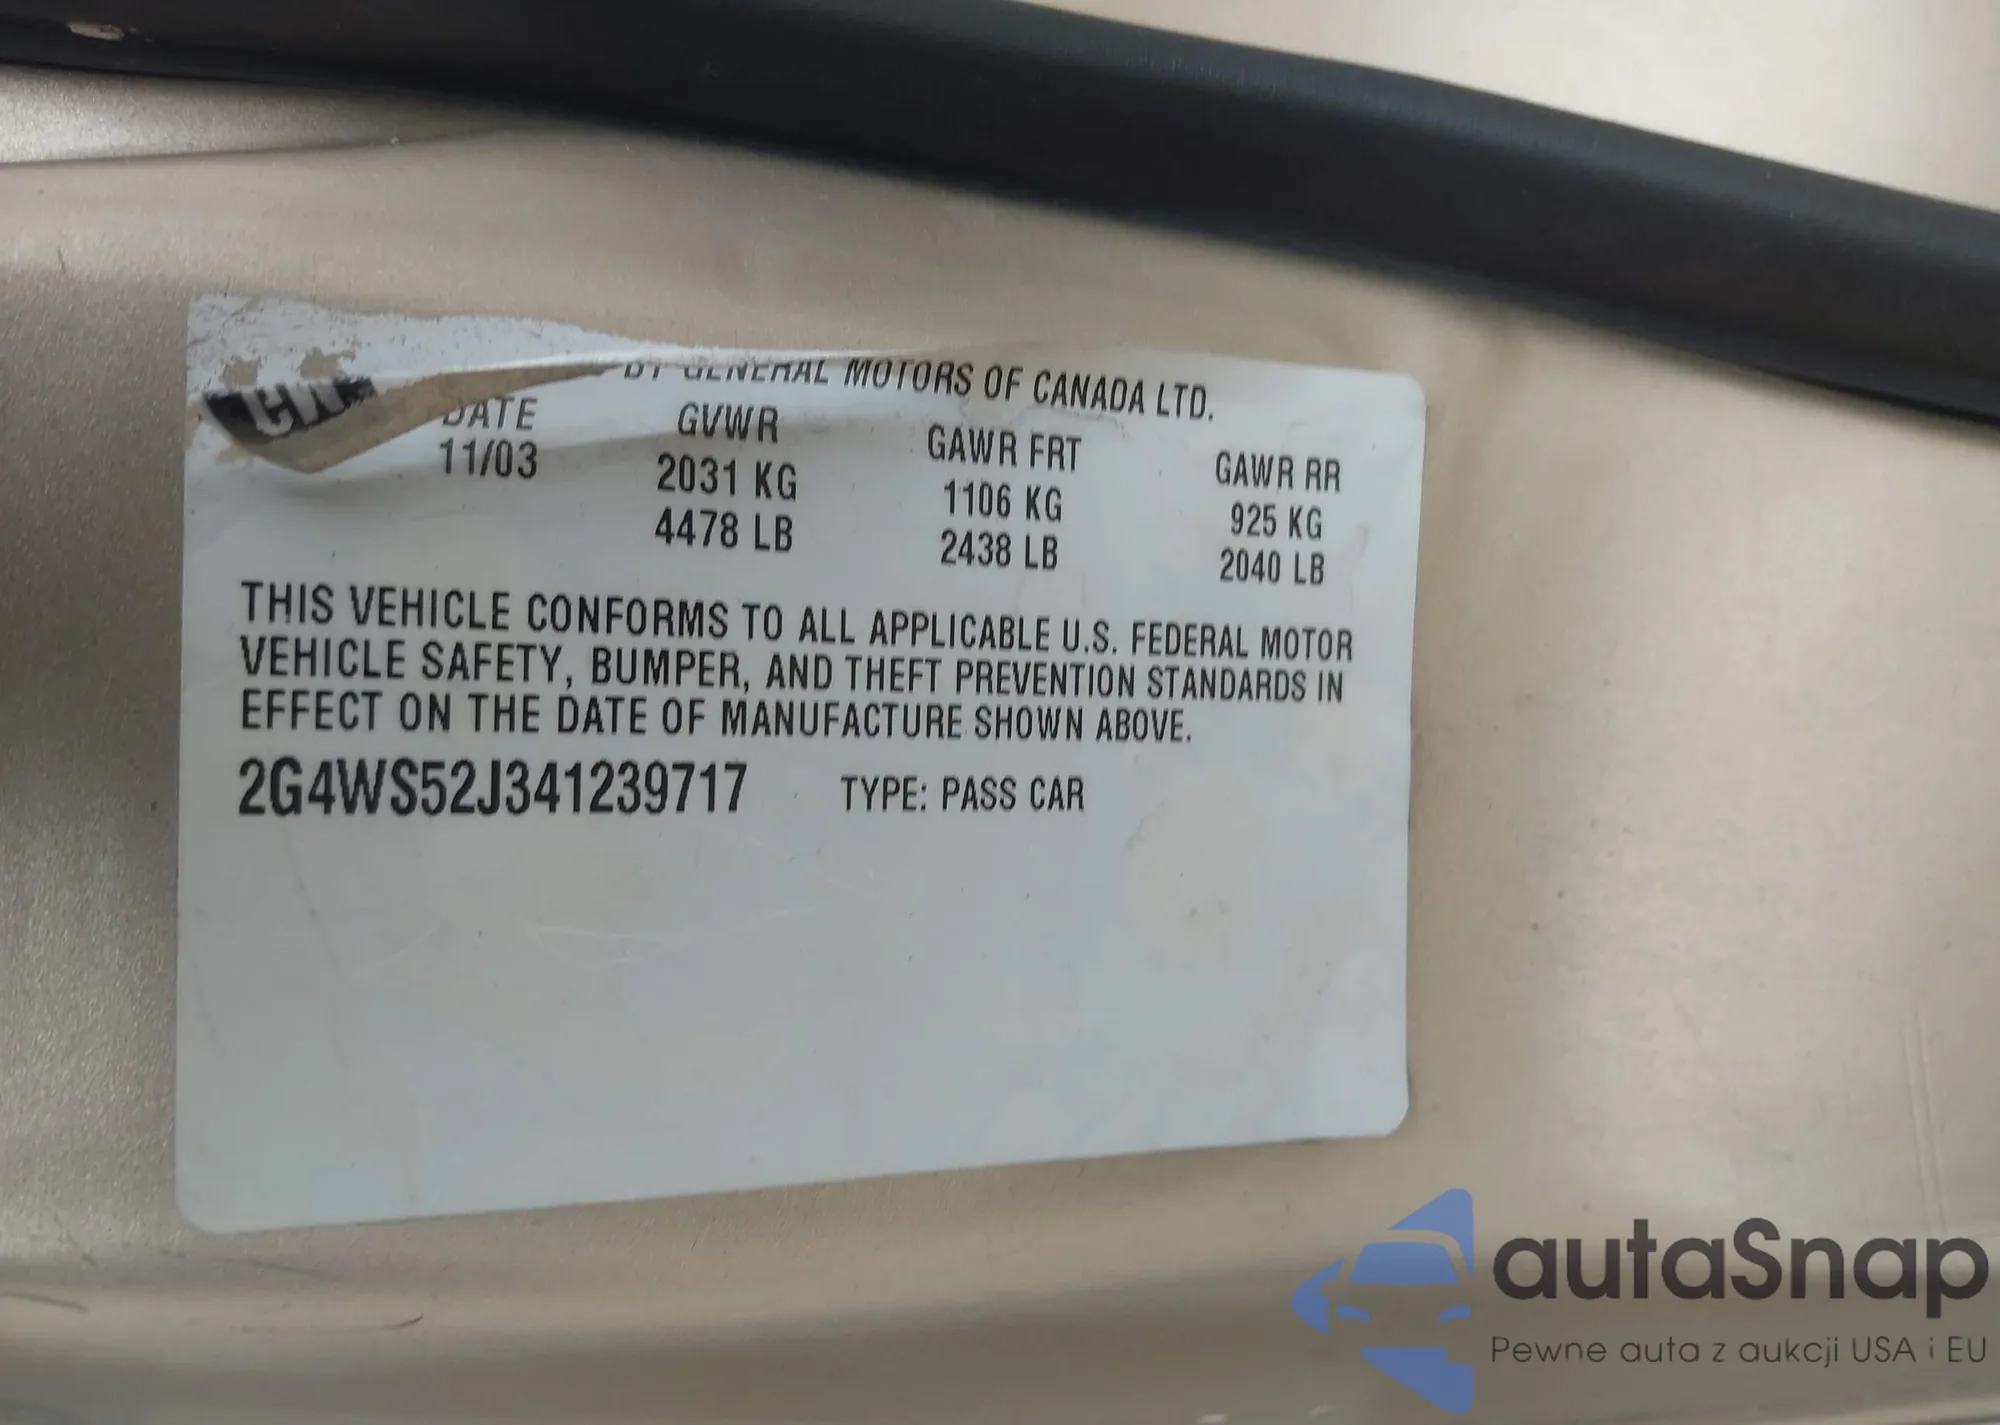 GM
BY GENERAL MOTORS OF CANADA LTD.
DATE GVWR GAWR FRT GAWR RR
11/03 2031 KG 1106 KG 925 KG
4478 LB 2438 LB 2040 LB
THIS VEHICLE CONFORMS TO ALL APPLICABLE U.S. FEDERAL MOTOR
VEHICLE SAFETY, BUMPER, AND THEFT PREVENTION STANDARDS IN
EFFECT ON THE DATE OF MANUFACTURE SHOWN ABOVE.
2G4WS52J341239717 TYPE: PASS CAR
autaSnap
Pewne auta z aukcji USA i EU